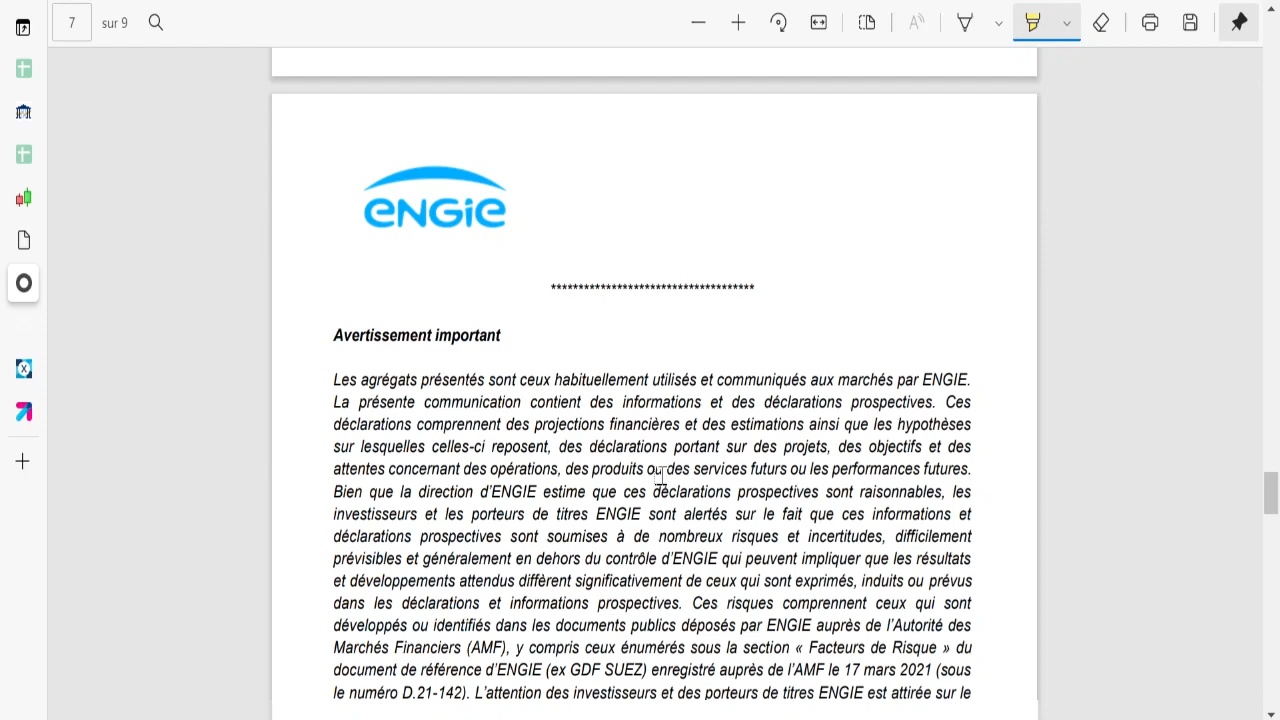 7 sur 9
ENGIE
*************************************
Avertissement important
Les agrégats présentés sont ceux habituellement utilisés et communiqués aux marchés par ENGIE.
La présente communication contient des informations et des déclarations prospectives. Ces
déclarations comprennent des projections financières et des estimations ainsi que les hypothèses
sur lesquelles celles-ci reposent, des déclarations portant sur des projets, des objectifs et des
attentes concernant des opérations, des produits ou des services futurs ou les performances futures.
Bien que la direction d’ENGIE estime que ces déclarations prospectives sont raisonnables, les
investisseurs et les porteurs de titres ENGIE sont alertés sur le fait que ces informations et
déclarations prospectives sont soumises à de nombreux risques et incertitudes, difficilement
prévisibles et généralement en dehors du contrôle d’ENGIE qui peuvent impliquer que les résultats
et développements attendus diffèrent significativement de ceux qui sont exprimés, induits ou prévus
dans les déclarations et informations prospectives. Ces risques comprennent ceux qui sont
développés ou identifiés dans les documents publics déposés par ENGIE auprès de l’Autorité des
Marchés Financiers (AMF), y compris ceux énumérés sous la section « Facteurs de Risque » du
document de référence d’ENGIE (ex GDF SUEZ) enregistré auprès de l’AMF le 17 mars 2021 (sous
le numéro D.21-142). L’attention des investisseurs et des porteurs de titres ENGIE est attirée sur le